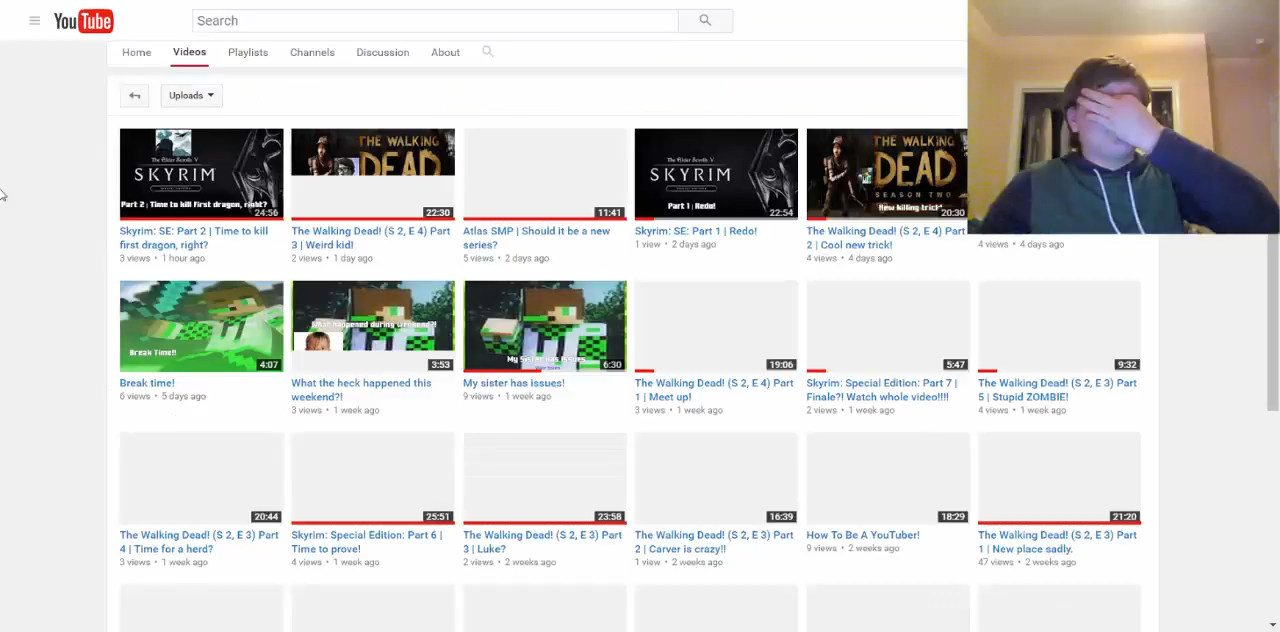 YouTube
Search
Home Videos Playlists Channels Discussion About
Uploads
The Elder Scrolls V
SKYRIM
Part 2 | Time to kill first dragon, right?
24:56
THE WALKING
DEAD
22:30
11:41
The Elder Scrolls V
SKYRIM
Part 1 | Redo!
22:54
THE WALKING
DEAD
SEASON TWO
New killing trick!
20:30
Skyrim: SE: Part 2 | Time to kill
first dragon, right?
3 views • 1 hour ago
The Walking Dead! (S 2, E 4) Part
3 | Weird kid!
2 views • 1 day ago
Atlas SMP | Should it be a new
series?
5 views • 2 days ago
Skyrim: SE: Part 1 | Redo!
1 view • 2 days ago
The Walking Dead! (S 2, E 4) Part
2 | Cool new trick!
4 views • 4 days ago
4 views • 4 days ago
Break Time!!
4:07
What happened during weekend?!
3:53
My Sister has Issues!
6:30
19:06
5:47
9:32
Break time!
6 views • 5 days ago
What the heck happened this
weekend?!
3 views • 1 week ago
My sister has issues!
9 views • 1 week ago
The Walking Dead! (S 2, E 4) Part
1 | Meet up!
3 views • 1 week ago
Skyrim: Special Edition: Part 7 |
Finale?! Watch whole video!!!!
2 views • 1 week ago
The Walking Dead! (S 2, E 3) Part
5 | Stupid ZOMBIE!
4 views • 1 week ago
20:44
25:51
23:58
16:39
18:29
21:20
The Walking Dead! (S 2, E 3) Part
4 | Time for a herd?
3 views • 1 week ago
Skyrim: Special Edition: Part 6 |
Time to prove!
4 views • 1 week ago
The Walking Dead! (S 2, E 3) Part
3 | Luke?
2 views • 2 weeks ago
The Walking Dead! (S 2, E 3) Part
2 | Carver is crazy!!
1 view • 2 weeks ago
How To Be A YouTuber!
9 views • 2 weeks ago
The Walking Dead! (S 2, E 3) Part
1 | New place sadly.
47 views • 2 weeks ago